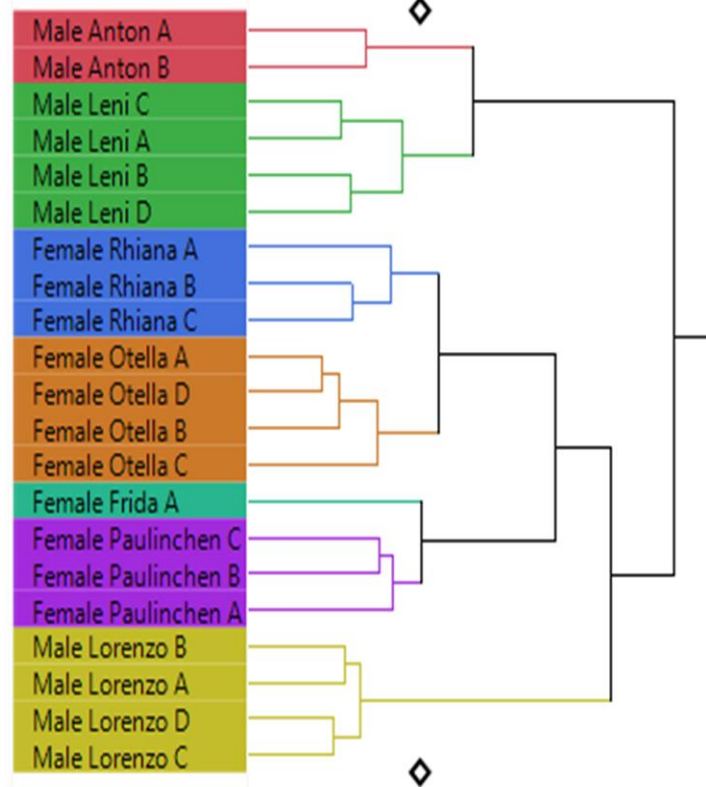 Male Anton A
Male Anton B
Male Leni C
Male Leni A
Male Leni B
Male Leni D
Female Rhiana A
Female Rhiana B
Female Rhiana C
Female Otella A
Female Otella D
Female Otella B
Female Otella C
Female Frida A
Female Paulinchen C
Female Paulinchen B
Female Paulinchen A
Male Lorenzo B
Male Lorenzo A
Male Lorenzo D
Male Lorenzo C